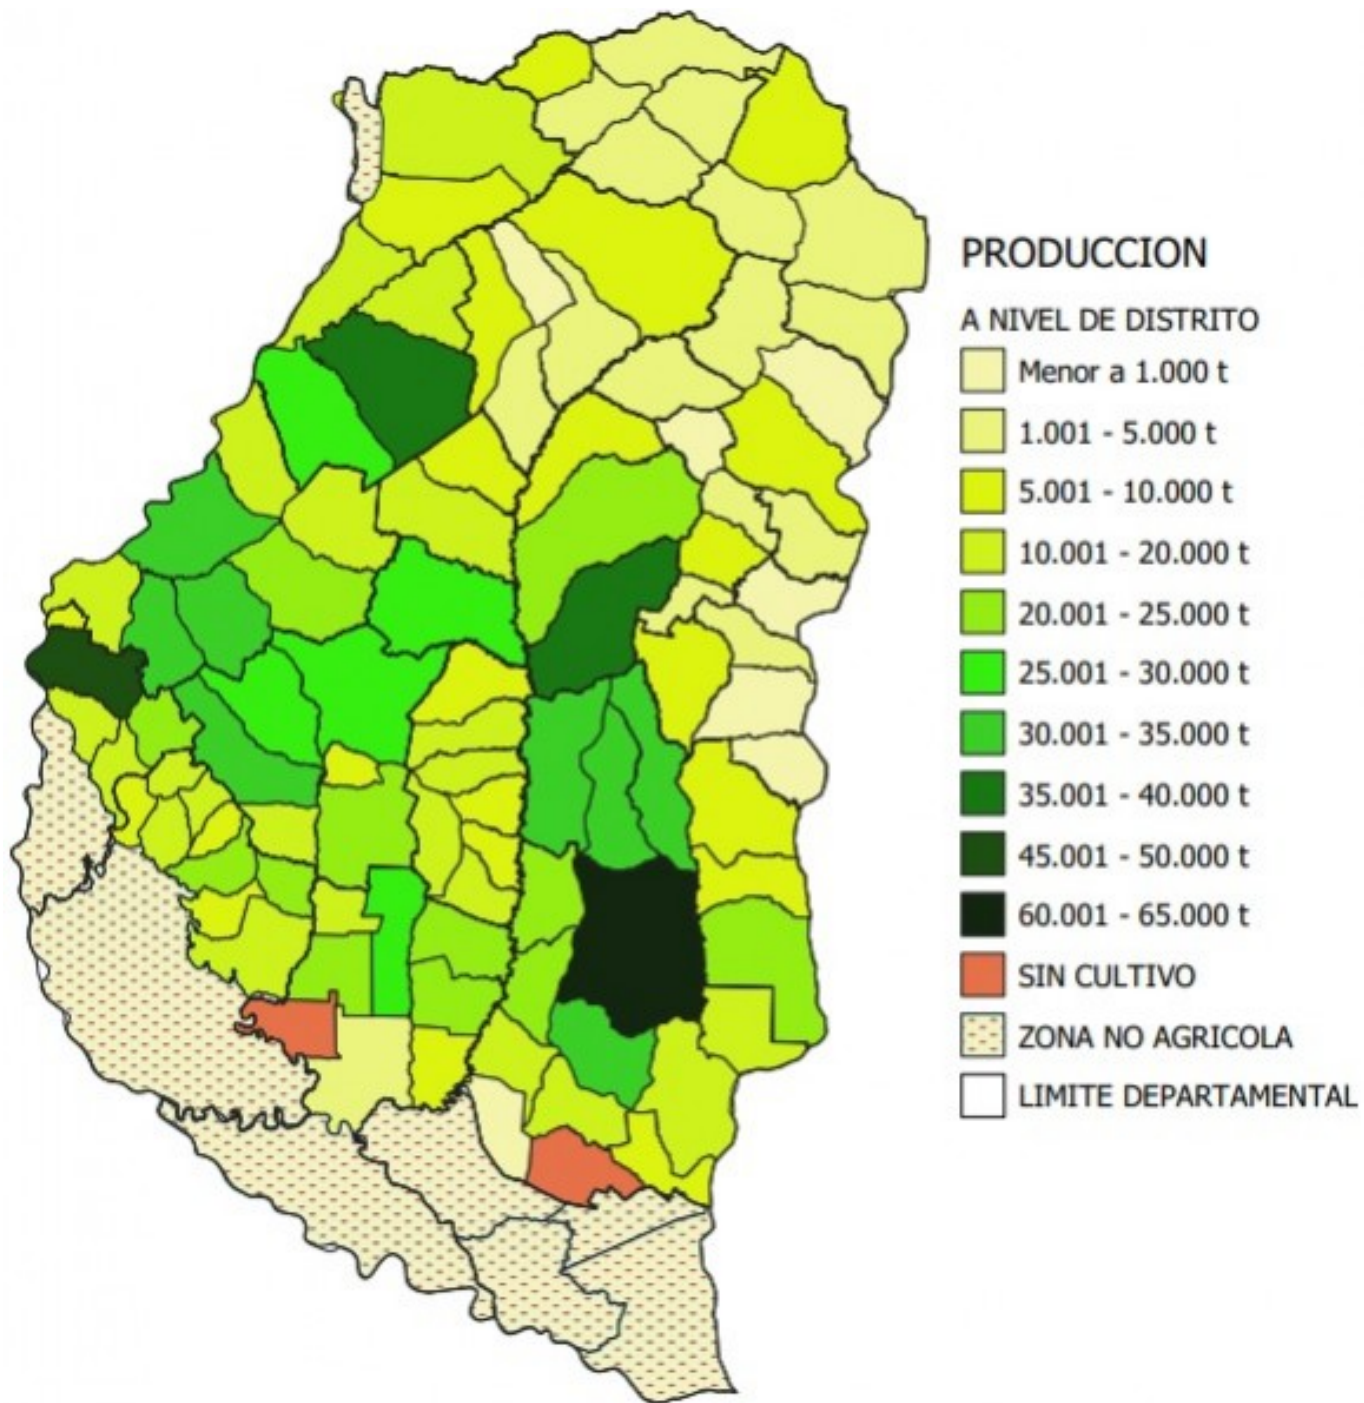 PRODUCCION
A NIVEL DE DISTRITO
Menor a 1.000 t
1.001 - 5.000 t
5.001 - 10.000 t
10.001 - 20.000 t
20.001 - 25.000 t
25.001 - 30.000 t
30.001 - 35.000 t
35.001 - 40.000 t
45.001 - 50.000 t
60.001 - 65.000 t
SIN CULTIVO
ZONA NO AGRICOLA
LIMITE DEPARTAMENTAL